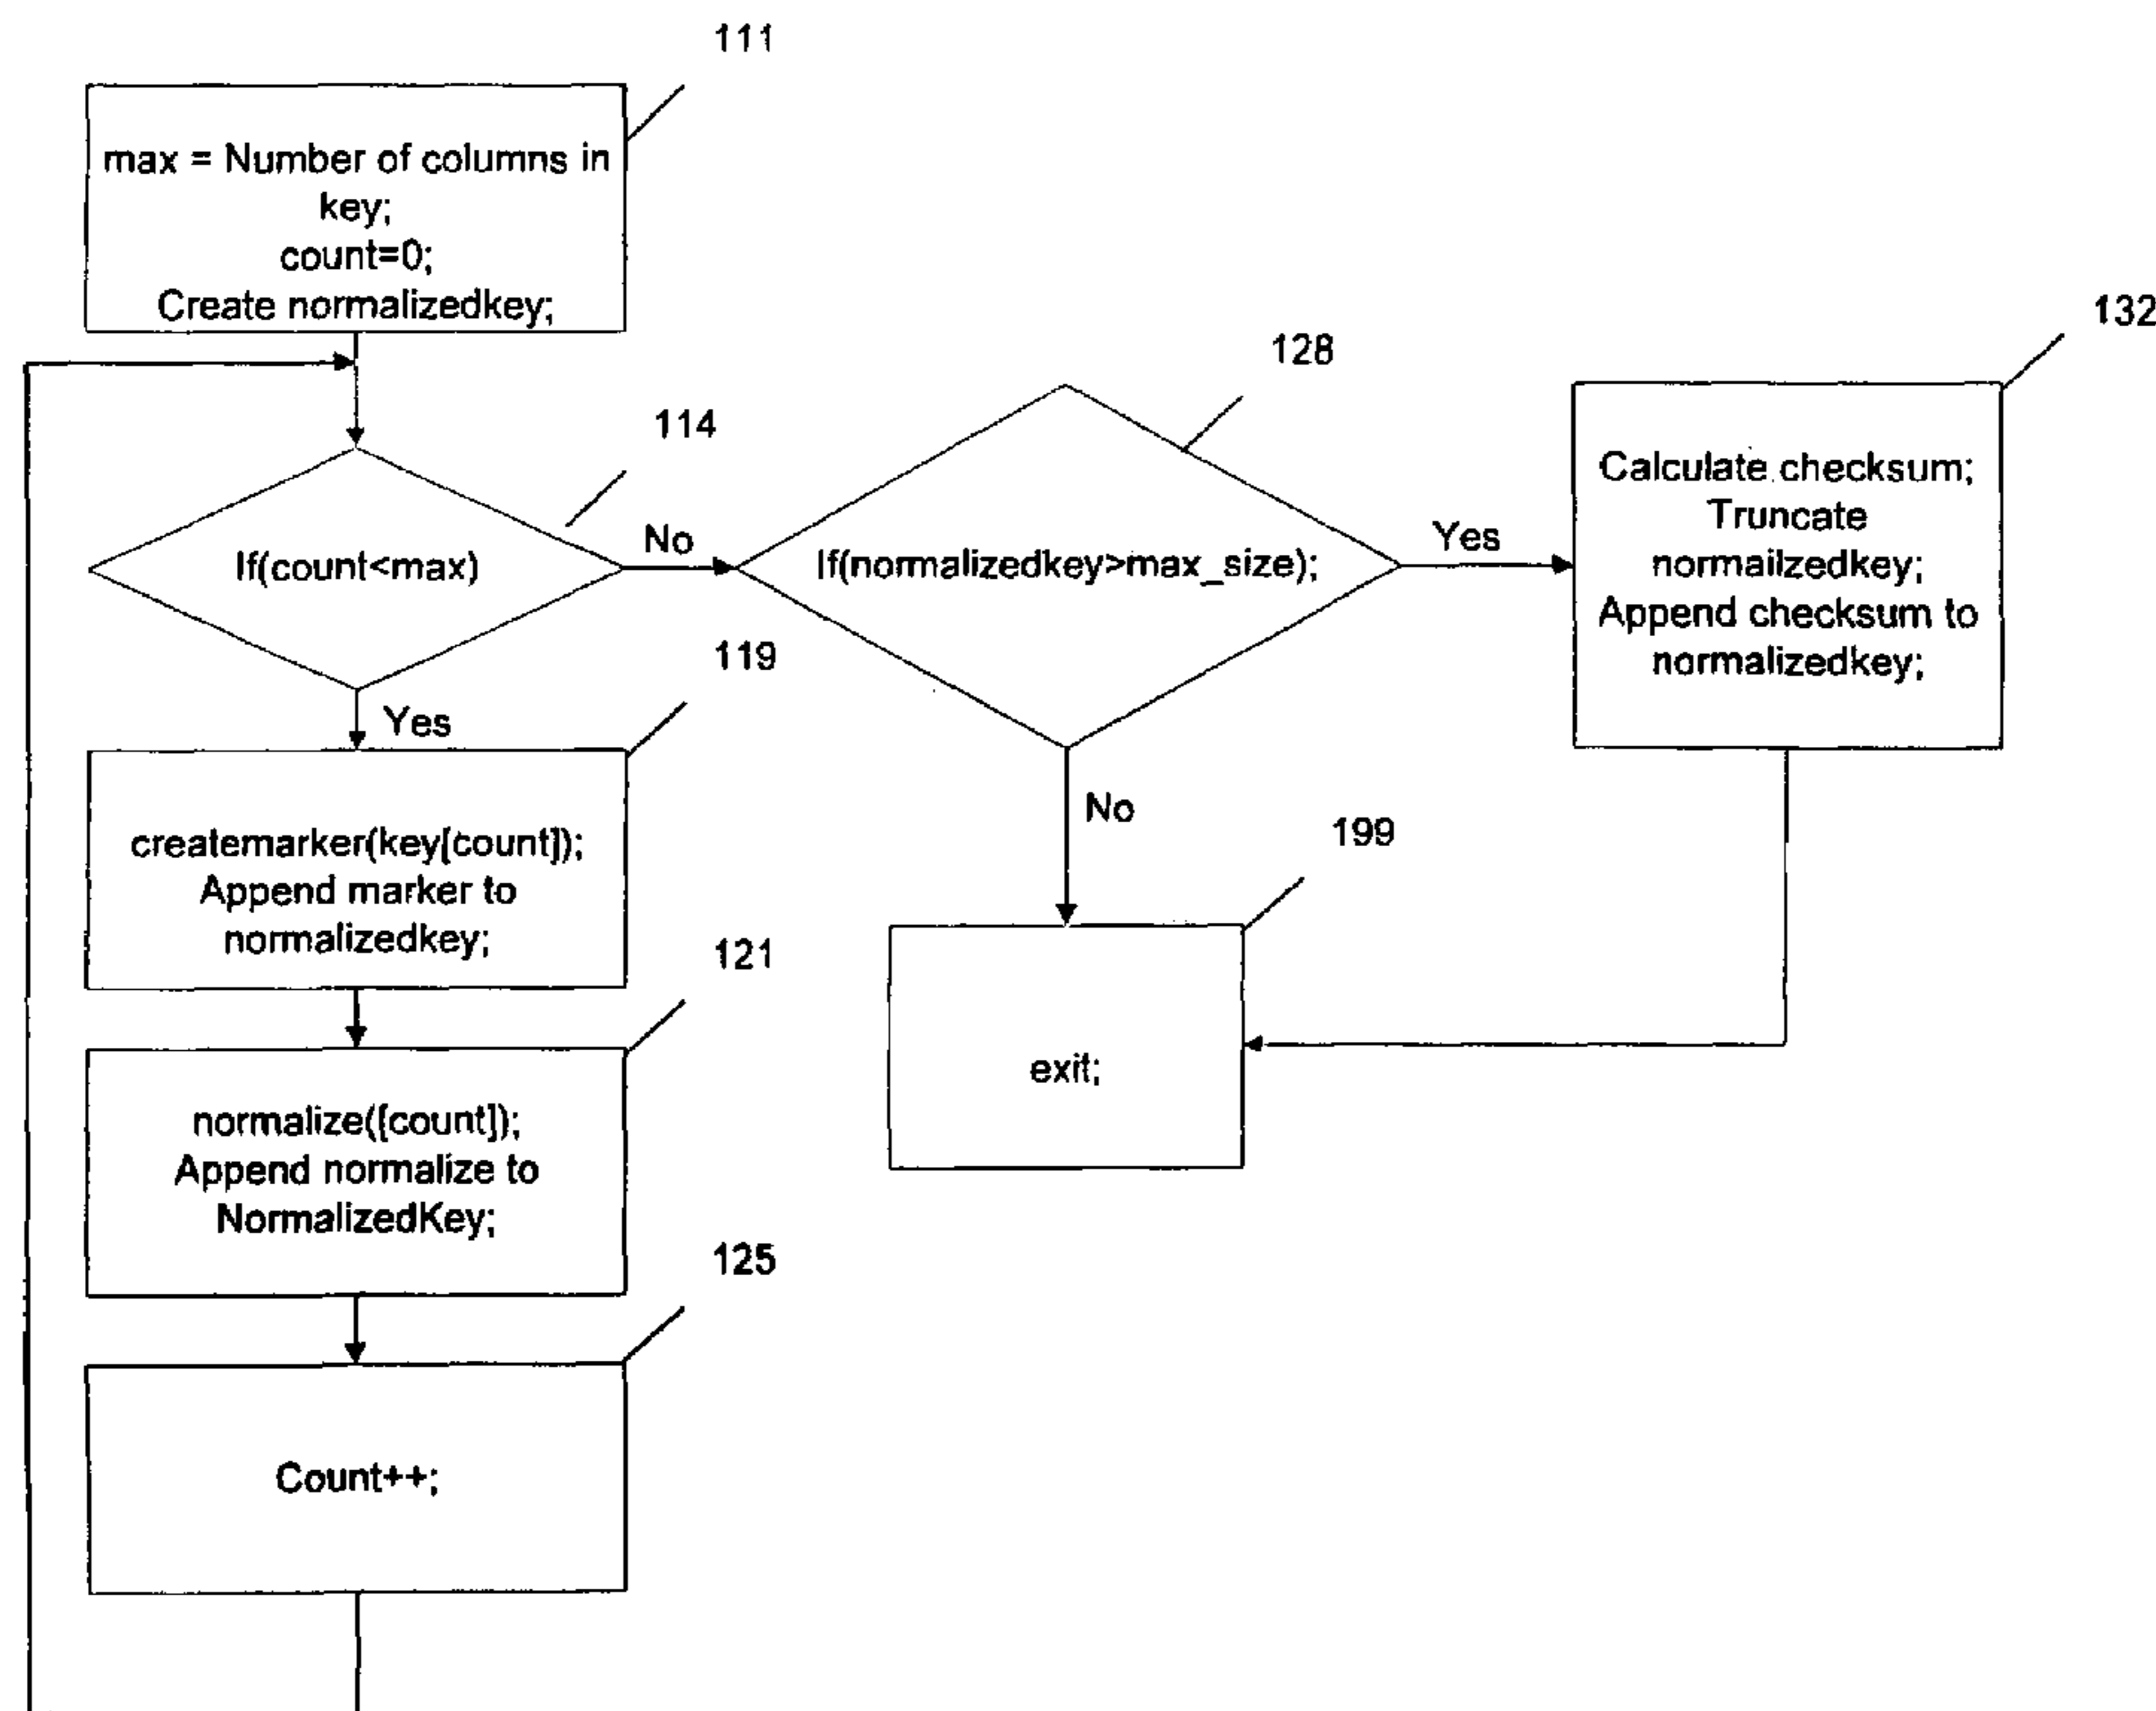 111
max = Number of columns in
key;
count=0;
Create normalizedkey;
114
If(count<max)
No
Yes
119
createmarker(key[count]);
Append marker to
normalizedkey;
121
normalize([count]);
Append normalize to
NormalizedKey;
125
Count++;
128
If(normalizedkey>max_size);
Yes
No
132
Calculate checksum;
Truncate
normailzedkey;
Append checksum to
normalizedkey;
199
exit;